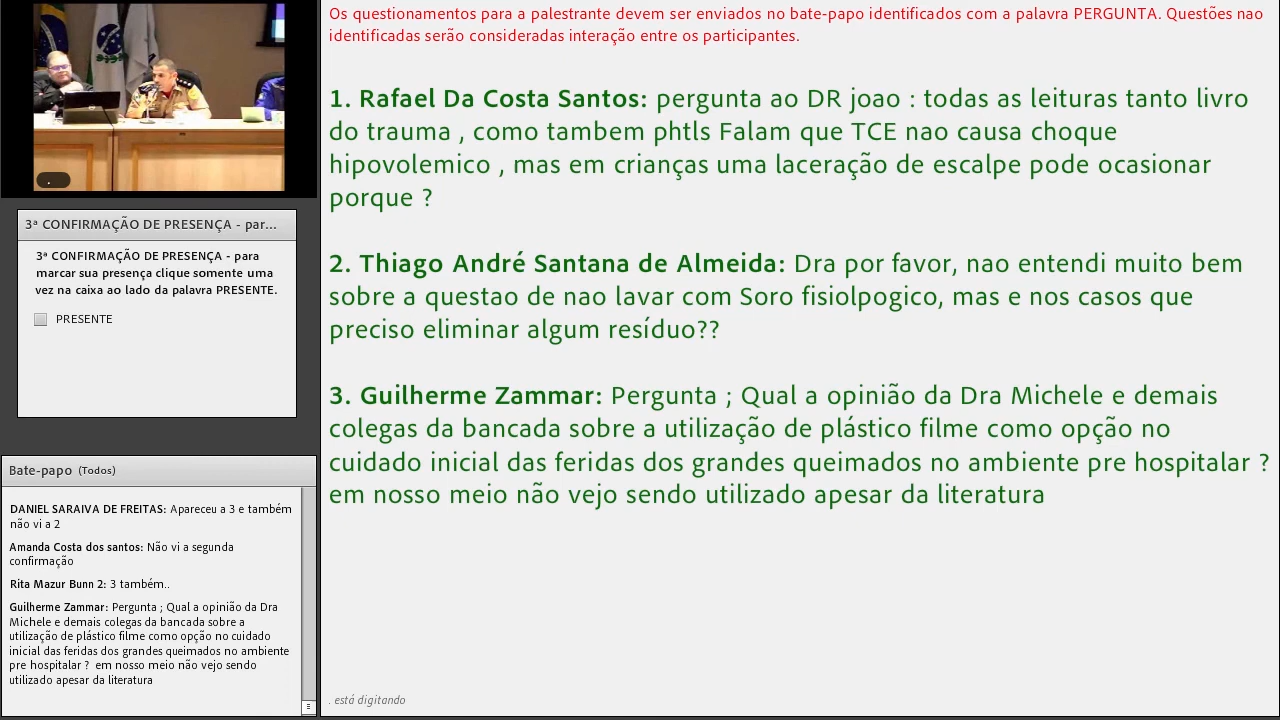 Os questionamentos para a palestrante devem ser enviados no bate-papo identificados com a palavra PERGUNTA. Questões nao
identificadas serão consideradas interação entre os participantes.
1. Rafael Da Costa Santos: pergunta ao DR joao : todas as leituras tanto livro
do trauma , como tambem phtls Falam que TCE nao causa choque
hipovolemico , mas em crianças uma laceração de escalpe pode ocasionar
porque ?
2. Thiago André Santana de Almeida: Dra por favor, nao entendi muito bem
sobre a questao de nao lavar com Soro fisiolpogico, mas e nos casos que
preciso eliminar algum resíduo??
3. Guilherme Zammar: Pergunta ; Qual a opinião da Dra Michele e demais
colegas da bancada sobre a utilização de plástico filme como opção no
cuidado inicial das feridas dos grandes queimados no ambiente pre hospitalar ?
em nosso meio não vejo sendo utilizado apesar da literatura
. está digitando
3ª CONFIRMAÇÃO DE PRESENÇA - par...
3ª CONFIRMAÇÃO DE PRESENÇA - para
marcar sua presença clique somente uma
vez na caixa ao lado da palavra PRESENTE.
PRESENTE
Bate-papo (Todos)
DANIEL SARAIVA DE FREITAS: Apareceu a 3 e também
não vi a 2
Amanda Costa dos santos: Não vi a segunda
confirmação
Rita Mazur Bunn 2: 3 também..
Guilherme Zammar: Pergunta ; Qual a opinião da Dra
Michele e demais colegas da bancada sobre a
utilização de plástico filme como opção no cuidado
inicial das feridas dos grandes queimados no ambiente
pre hospitalar ? em nosso meio não vejo sendo
utilizado apesar da literatura